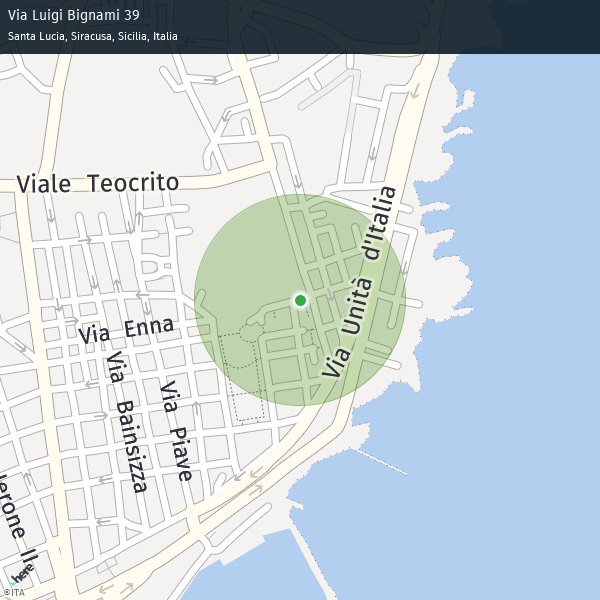 Via Luigi Bignami 39
Santa Lucia, Siracusa, Sicilia, Italia
Viale Teocrito
Via Unità d'Italia
Via Enna
Via Bainsizza
Via Piave
Ierone II
here
©ITA